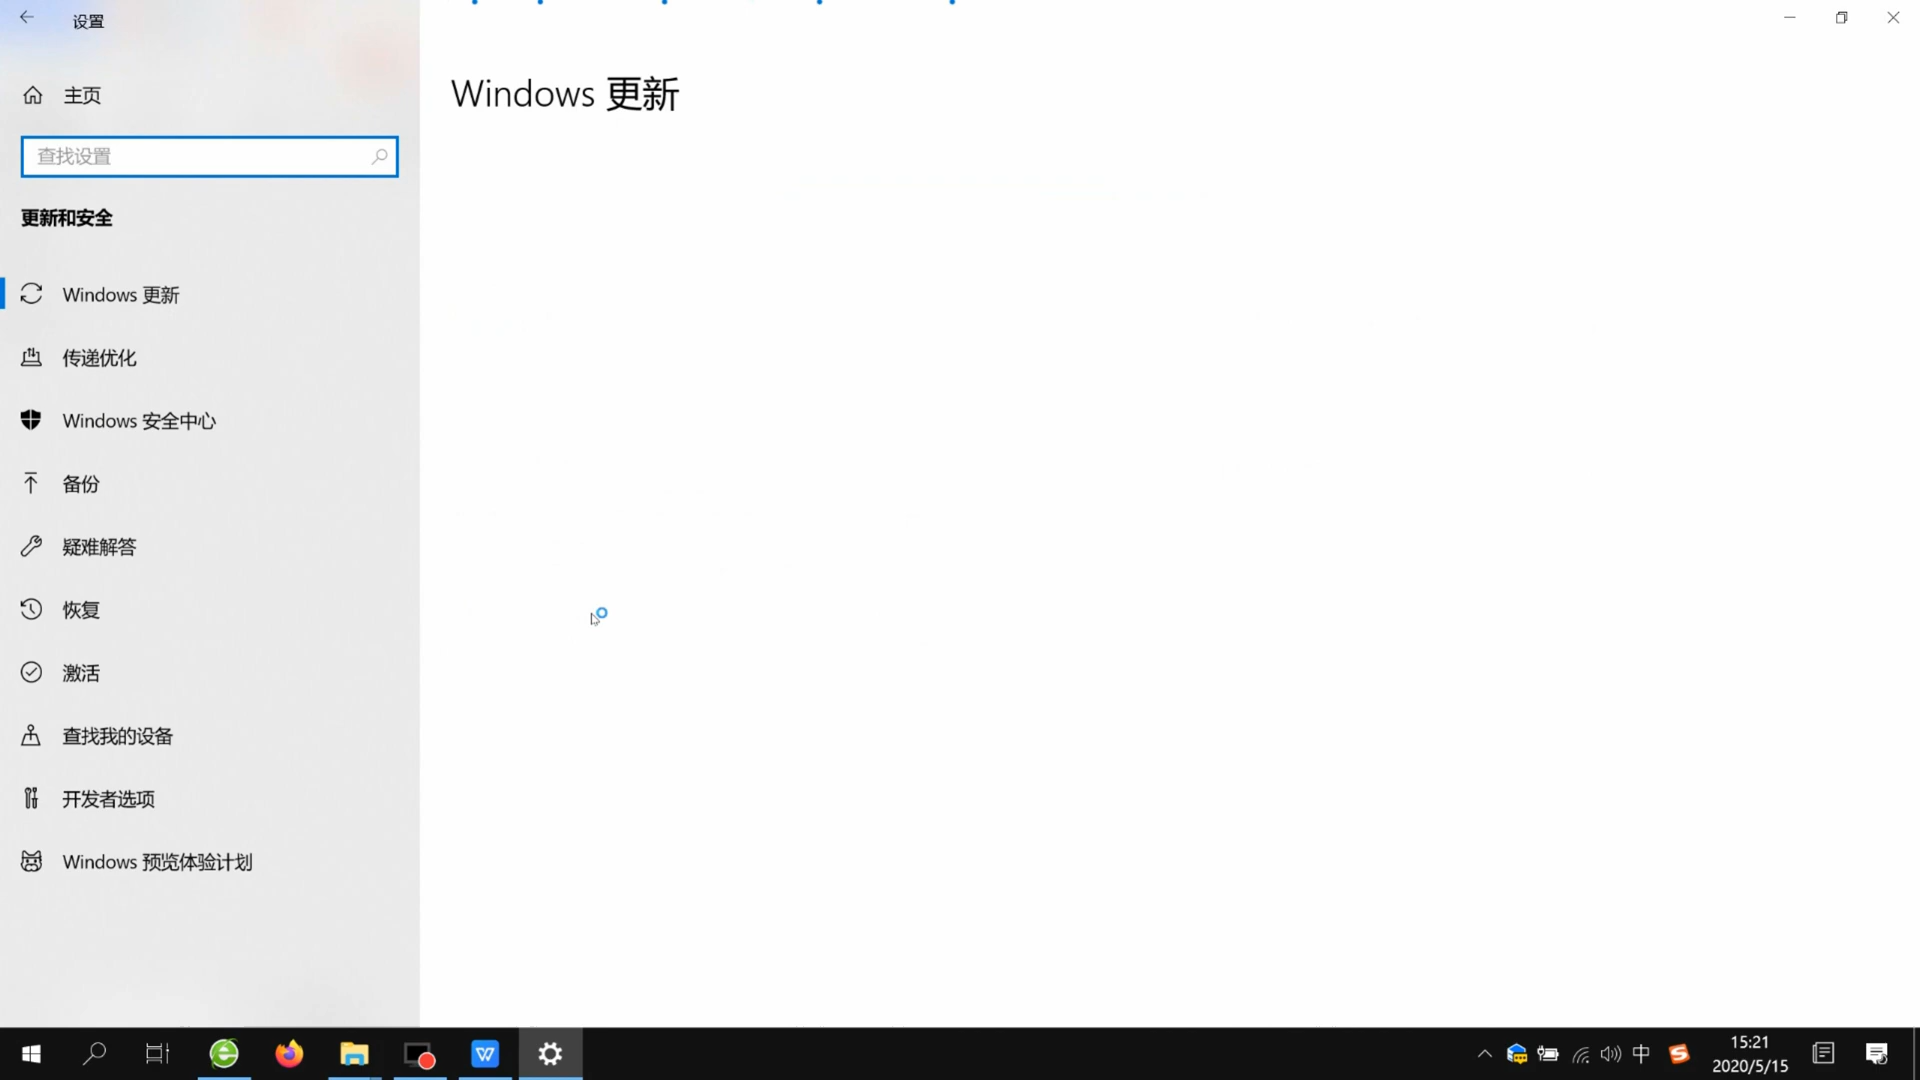 设置
主页
查找设置
更新和安全
Windows 更新
传递优化
Windows 安全中心
备份
疑难解答
恢复
激活
查找我的设备
开发者选项
Windows 预览体验计划
Windows 更新
中
15:21
2020/5/15